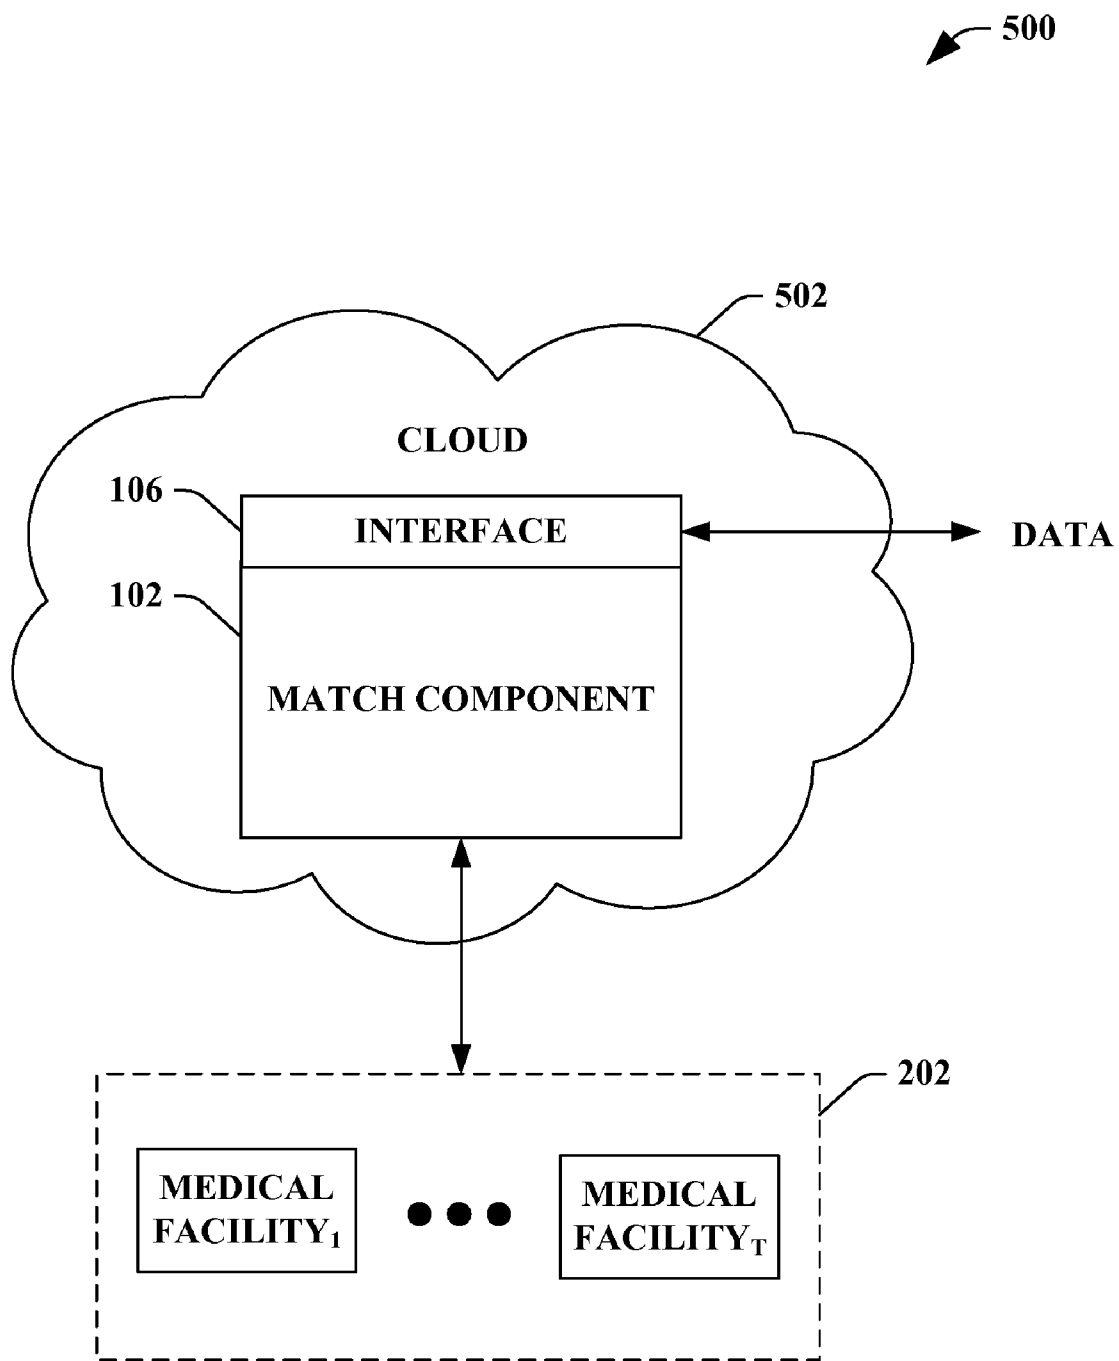 500
502
CLOUD
106
INTERFACE
DATA
102
MATCH COMPONENT
202
MEDICAL
FACILITY1
MEDICAL
FACILITYT